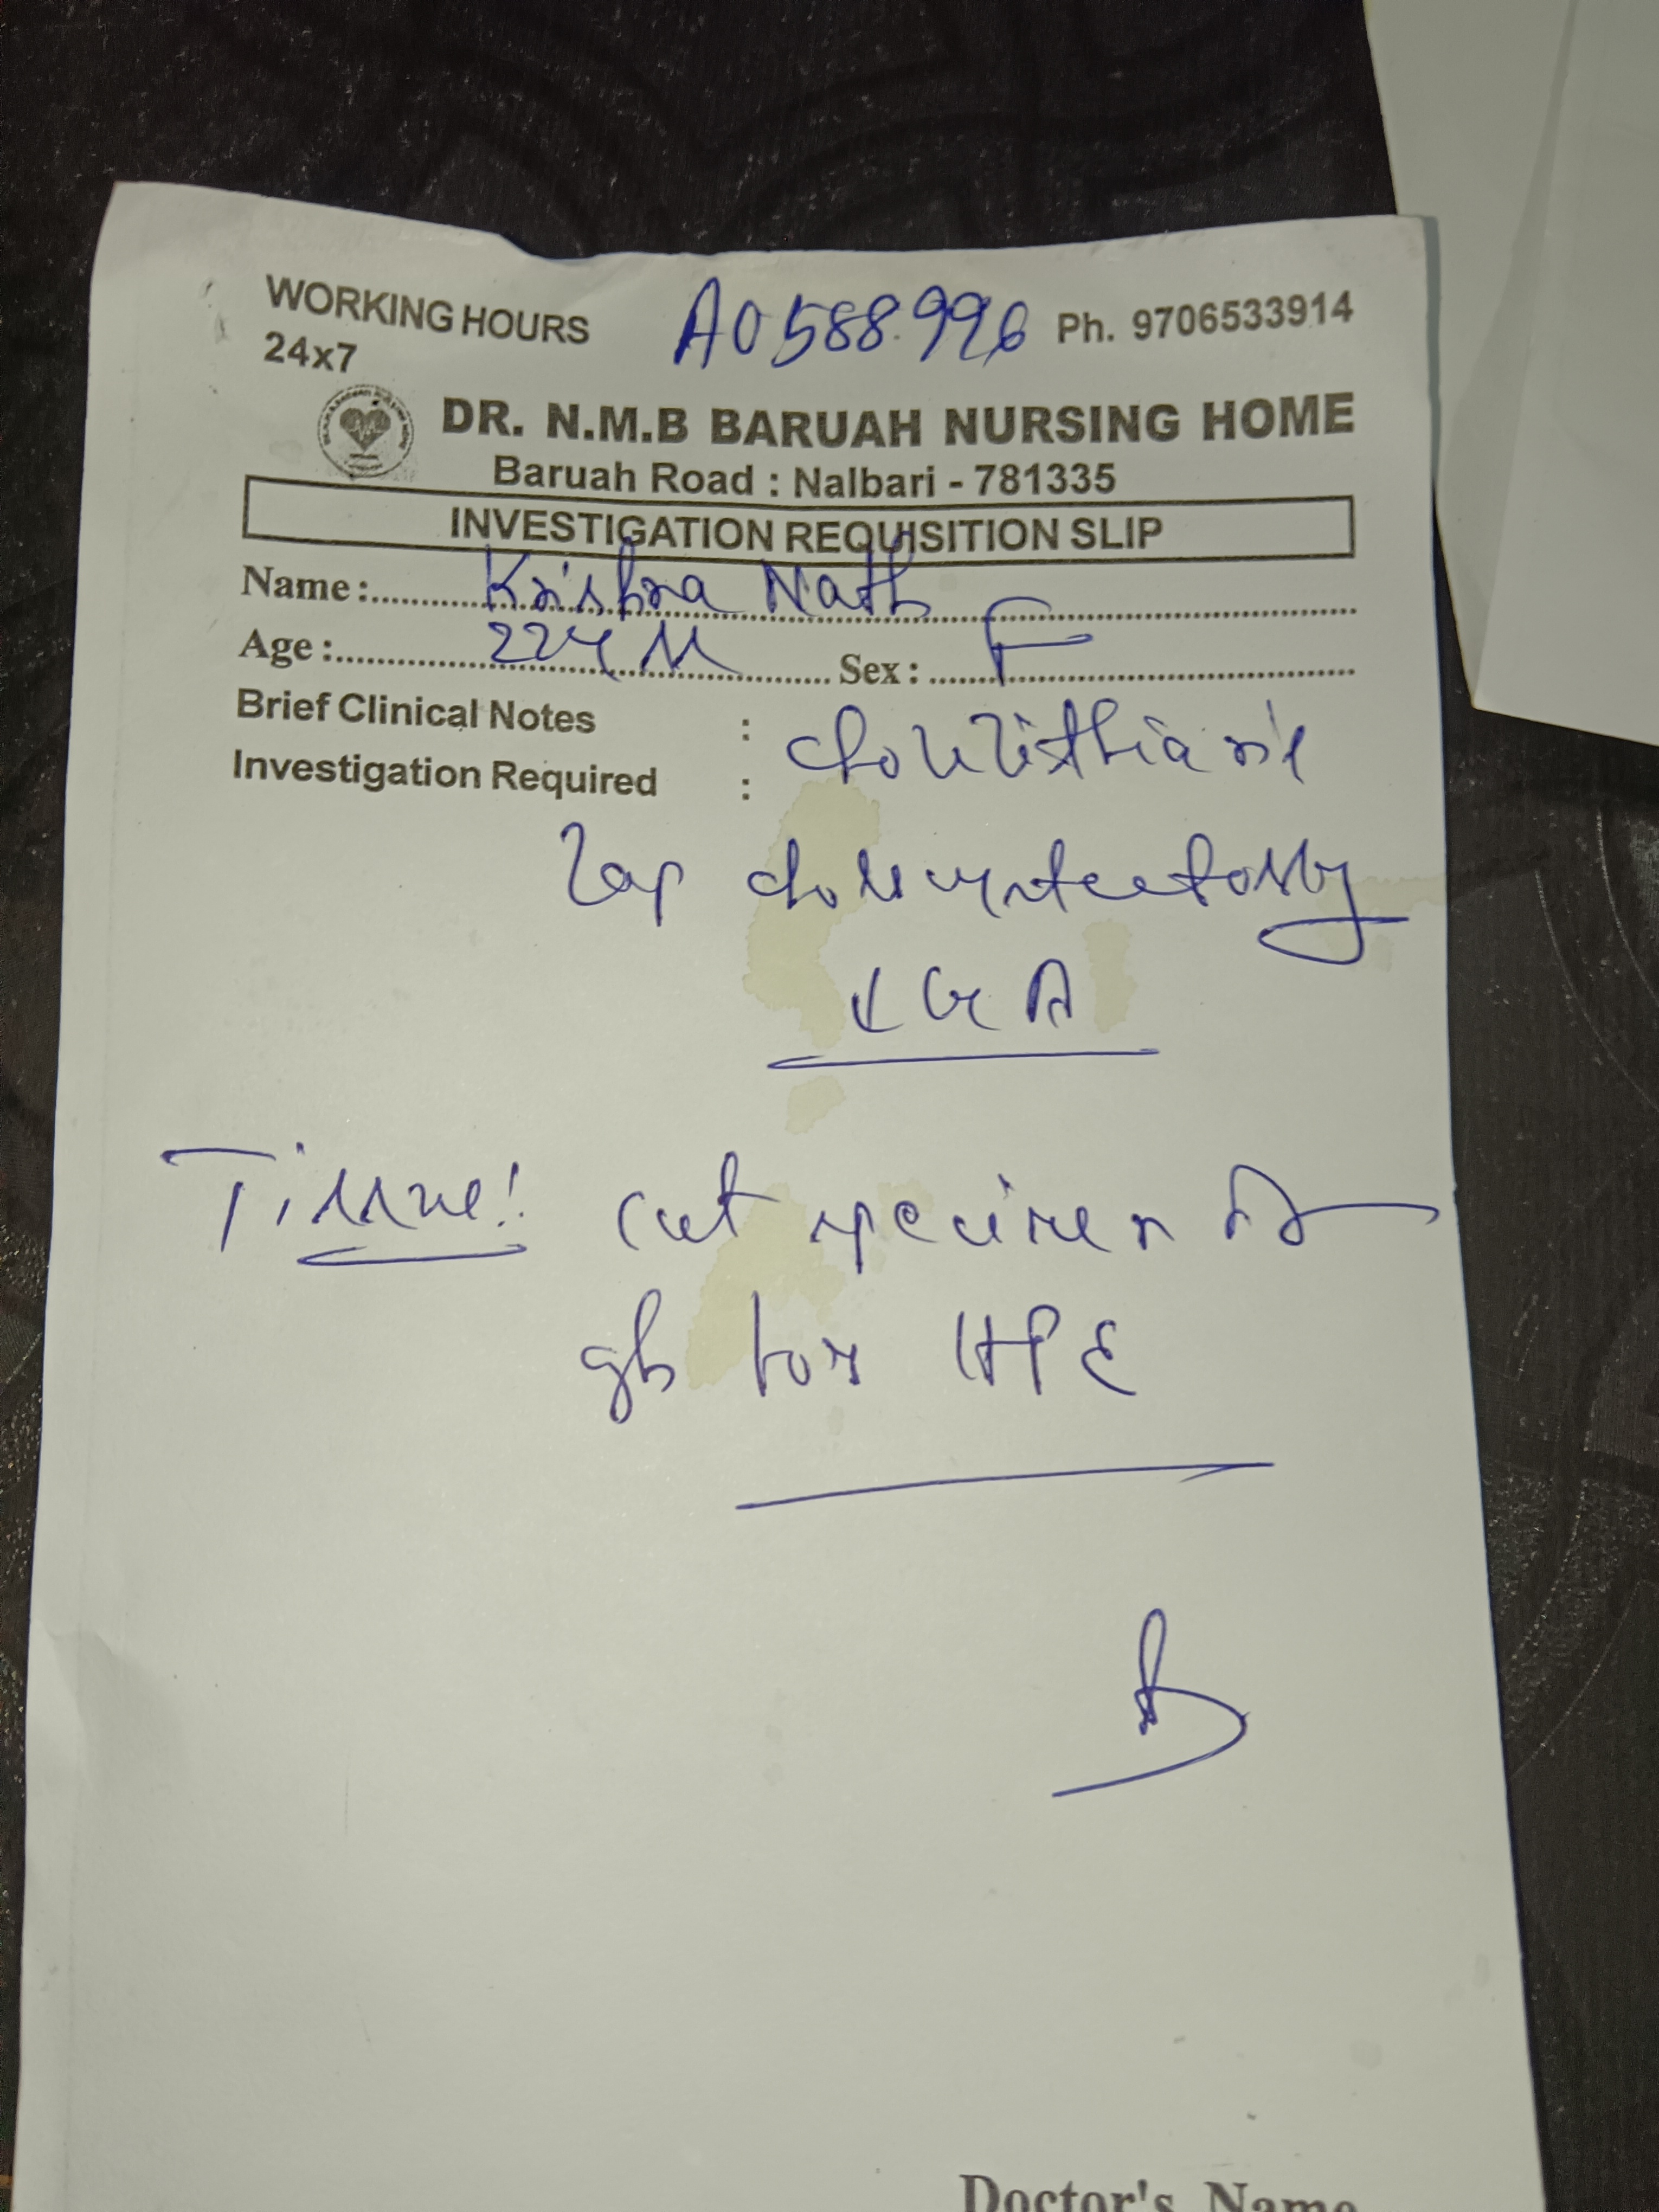 WORKING HOURS A0588996 Ph. 9706533914
24x7
DR. N.M.B BARUAH NURSING HOME
Baruah Road : Nalbari - 781335
INVESTIGATION REQUISITION SLIP
Name : Krishna Nath
Age : 22y Sex : F
Brief Clinical Notes :
Investigation Required : cholelithiasis
Lap cholecystectomy
GA
Tissue: cut specimen
gb for HPE
Doctor's Name